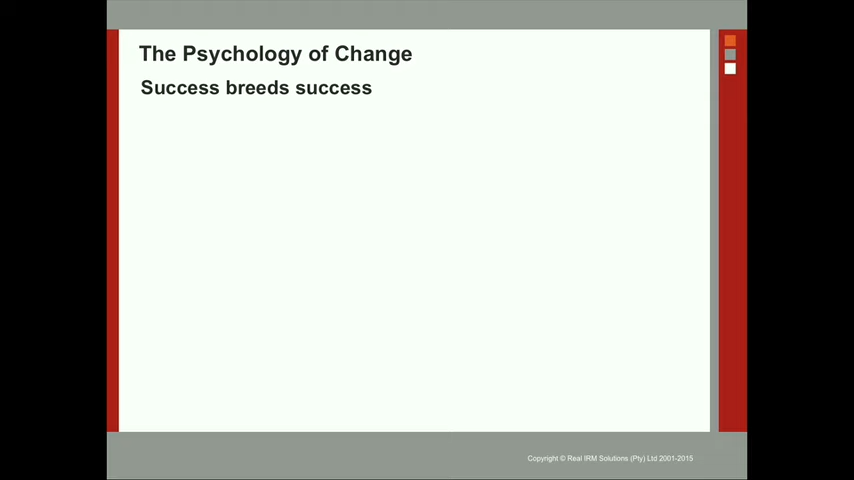 The Psychology of Change
Success breeds success
Copyright © Real IRM Solutions (Pty) Ltd 2001-2015